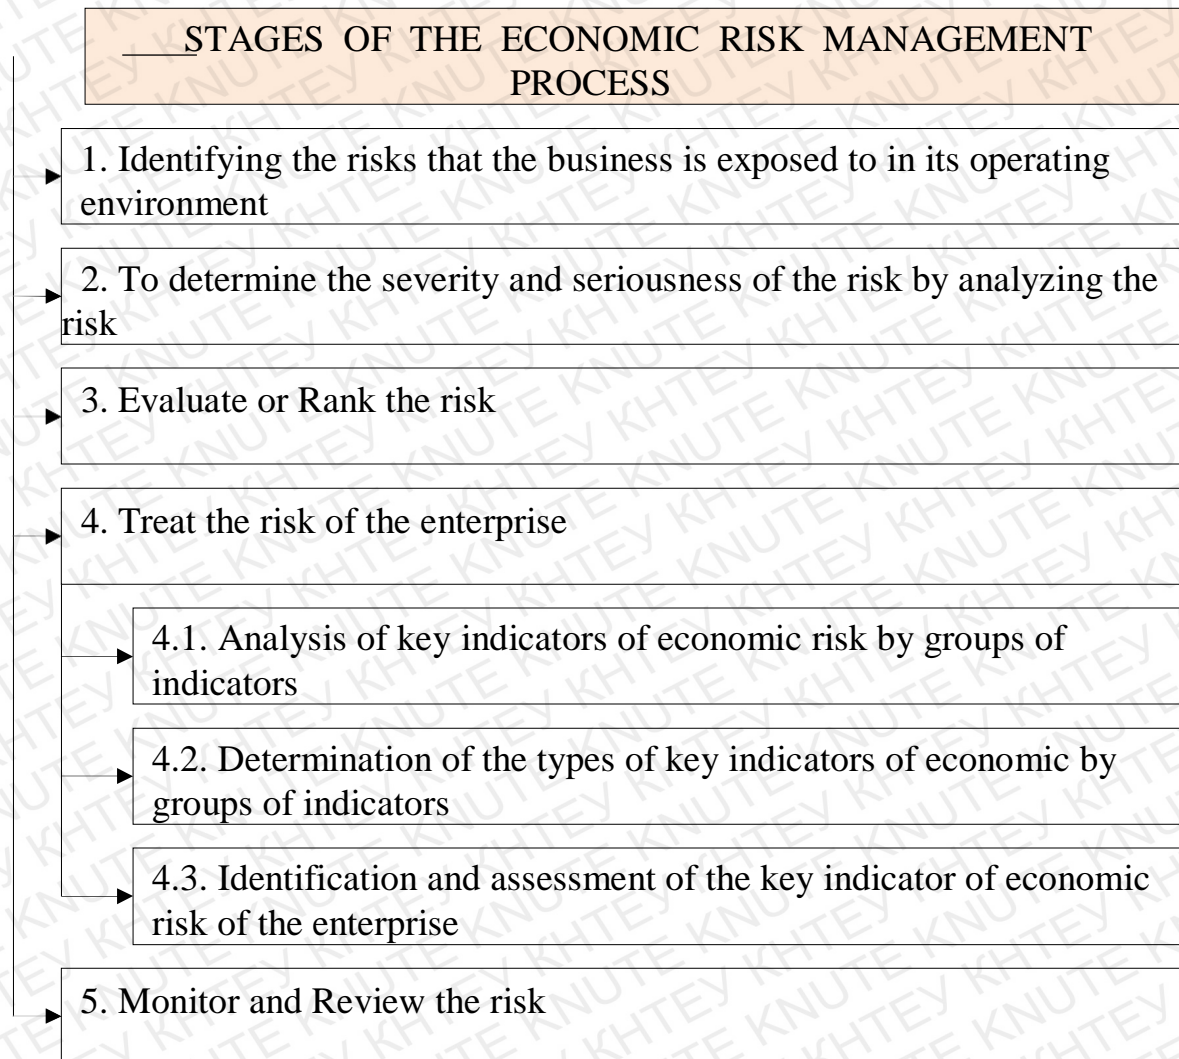 STAGES OF THE ECONOMIC RISK MANAGEMENT
PROCESS
1. Identifying the risks that the business is exposed to in its operating
environment
2. To determine the severity and seriousness of the risk by analyzing the
risk
3. Evaluate or Rank the risk
4. Treat the risk of the enterprise
4.1. Analysis of key indicators of economic risk by groups of
indicators
4.2. Determination of the types of key indicators of economic by
groups of indicators
4.3. Identification and assessment of the key indicator of economic
risk of the enterprise
5. Monitor and Review the risk